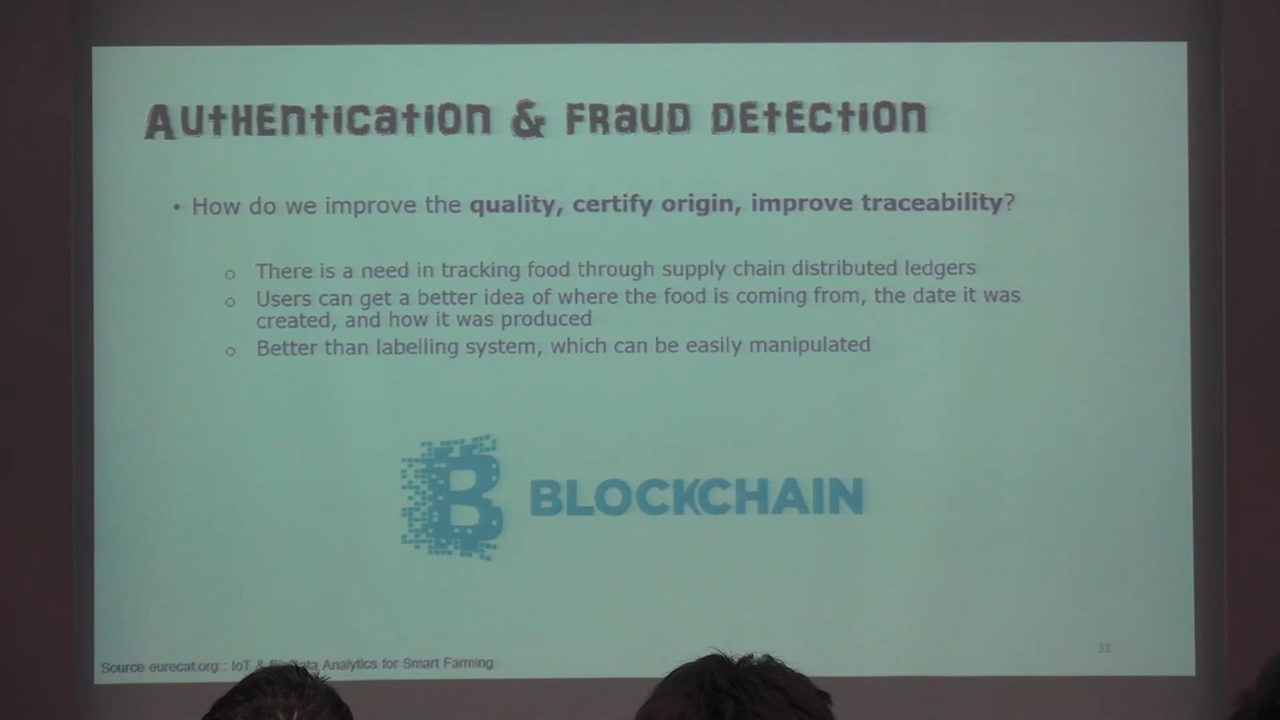 AUTHENTICATION & FRAUD DETECTION
• How do we improve the quality, certify origin, improve traceability?
o There is a need in tracking food through supply chain distributed ledgers
o Users can get a better idea of where the food is coming from, the date it was
created, and how it was produced
o Better than labelling system, which can be easily manipulated
B BLOCKCHAIN
31
Source eurecat.org : IoT & Analytics for Smart Farming